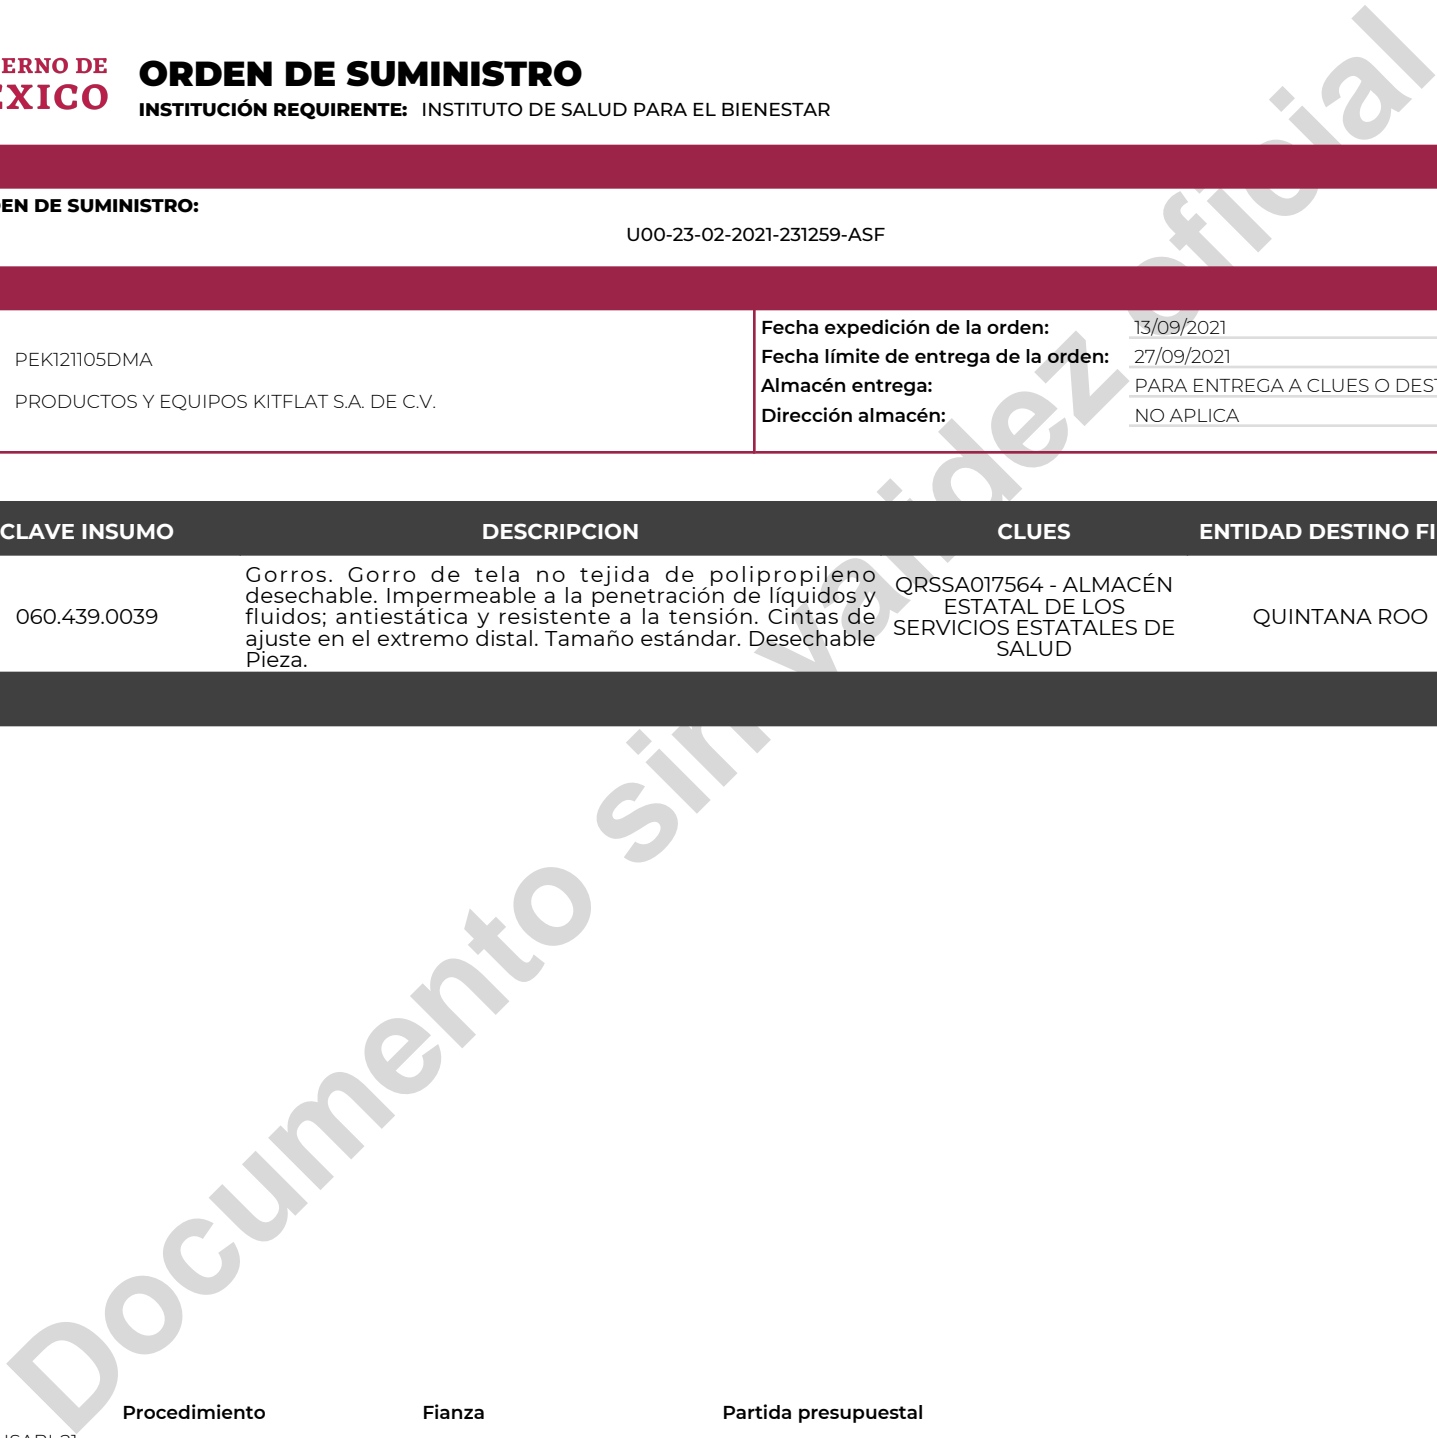 ERNO DE
EXICO
ORDEN DE SUMINISTRO
INSTITUCIÓN REQUIRENTE: INSTITUTO DE SALUD PARA EL BIENESTAR
EN DE SUMINISTRO:
U00-23-02-2021-231259-ASF
PEK121105DMA
PRODUCTOS Y EQUIPOS KITFLAT S.A. DE C.V.
Fecha expedición de la orden: 13/09/2021
Fecha límite de entrega de la orden: 27/09/2021
Almacén entrega: PARA ENTREGA A CLUES O DEST
Dirección almacén: NO APLICA
CLAVE INSUMO DESCRIPCION CLUES ENTIDAD DESTINO FI
060.439.0039
Gorros. Gorro de tela no tejida de polipropileno
desechable. Impermeable a la penetración de líquidos y
fluidos; antiestática y resistente a la tensión. Cintas de
ajuste en el extremo distal. Tamaño estándar. Desechable
Pieza.
QRSSA017564 - ALMACÉN
ESTATAL DE LOS
SERVICIOS ESTATALES DE
SALUD
QUINTANA ROO
Documento sin validez oficial
Procedimiento Fianza Partida presupuestal